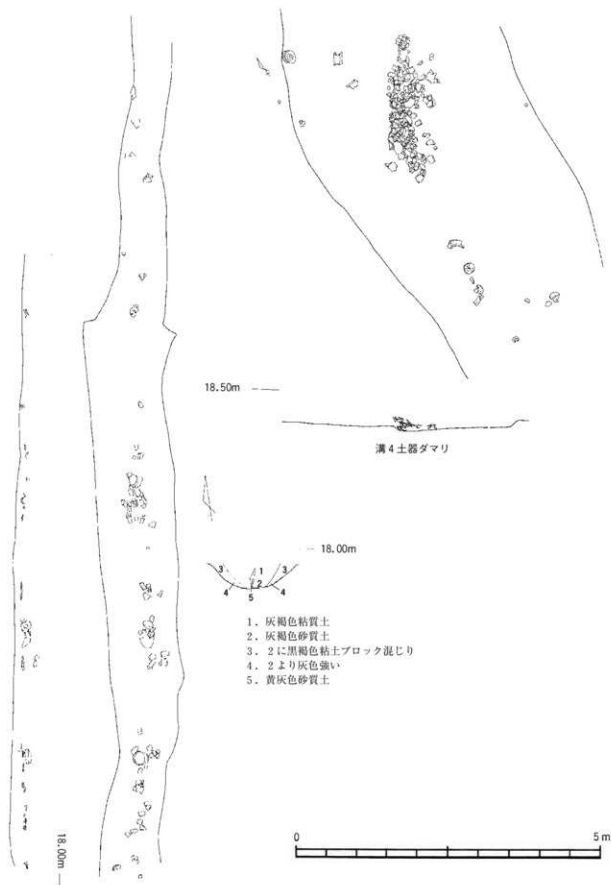 18.50m
溝4土器ダマリ
18.00m
3 1 3
4 2 4
5
1. 灰褐色粘質土
2. 灰褐色砂質土
3. 2に黒褐色粘土ブロック混じり
4. 2より灰色強い
5. 黄灰色砂質土
0 5m
18.00m